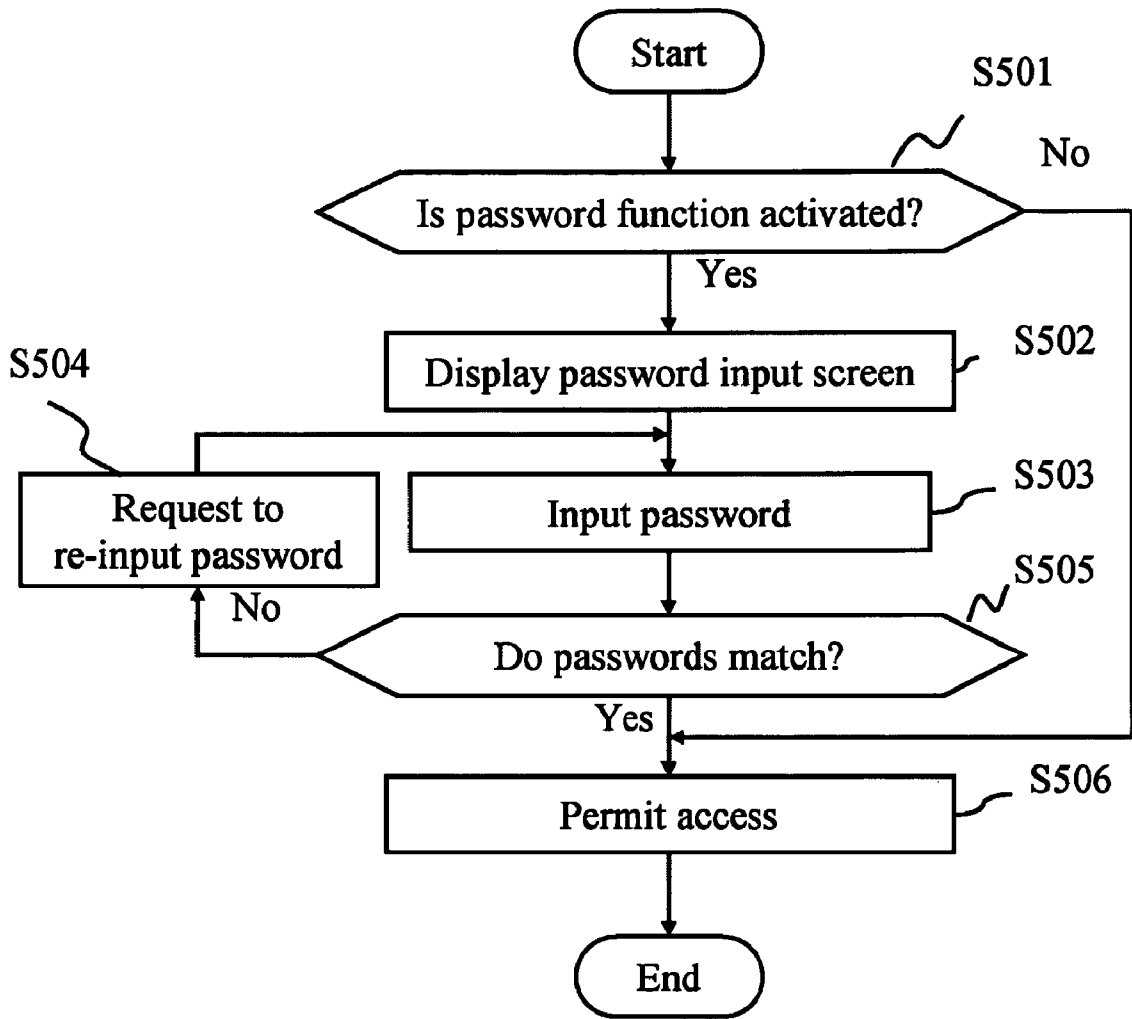 Start
S501
No
Is password function activated?
Yes
S502
Display password input screen
S504
S503
Request to
re-input password
Input password
No
S505
Do passwords match?
Yes
S506
Permit access
End